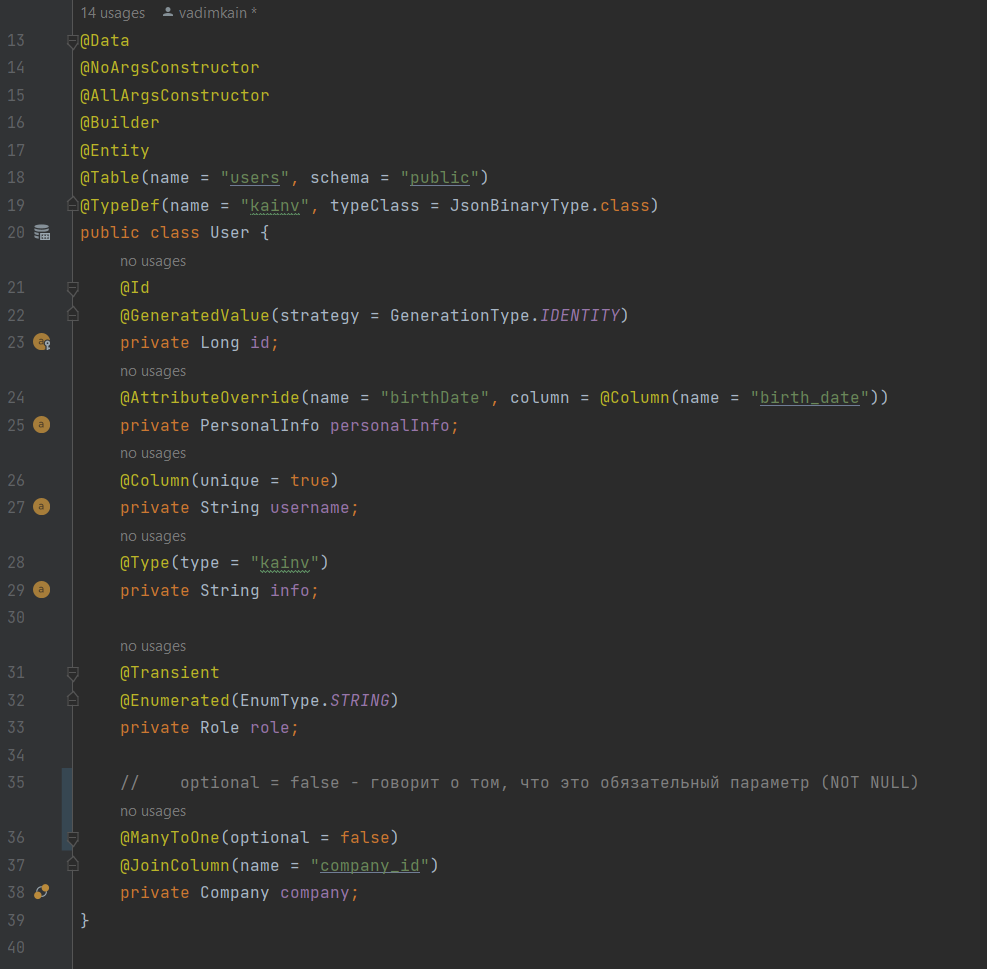 14 usages vadimkain *
13 @Data
14 @NoArgsConstructor
15 @AllArgsConstructor
16 @Builder
17 @Entity
18 @Table(name = "users", schema = "public")
19 @TypeDef(name = "kainv", typeClass = JsonBinaryType.class)
20 public class User {
no usages
21 @Id
22 @GeneratedValue(strategy = GenerationType.IDENTITY)
23 private Long id;
no usages
24 @AttributeOverride(name = "birthDate", column = @Column(name = "birth_date"))
25 private PersonalInfo personalInfo;
no usages
26 @Column(unique = true)
27 private String username;
no usages
28 @Type(type = "kainv")
29 private String info;
30
no usages
31 @Transient
32 @Enumerated(EnumType.STRING)
33 private Role role;
34
35 // optional = false - говорит о том, что это обязательный параметр (NOT NULL)
no usages
36 @ManyToOne(optional = false)
37 @JoinColumn(name = "company_id")
38 private Company company;
39 }
40